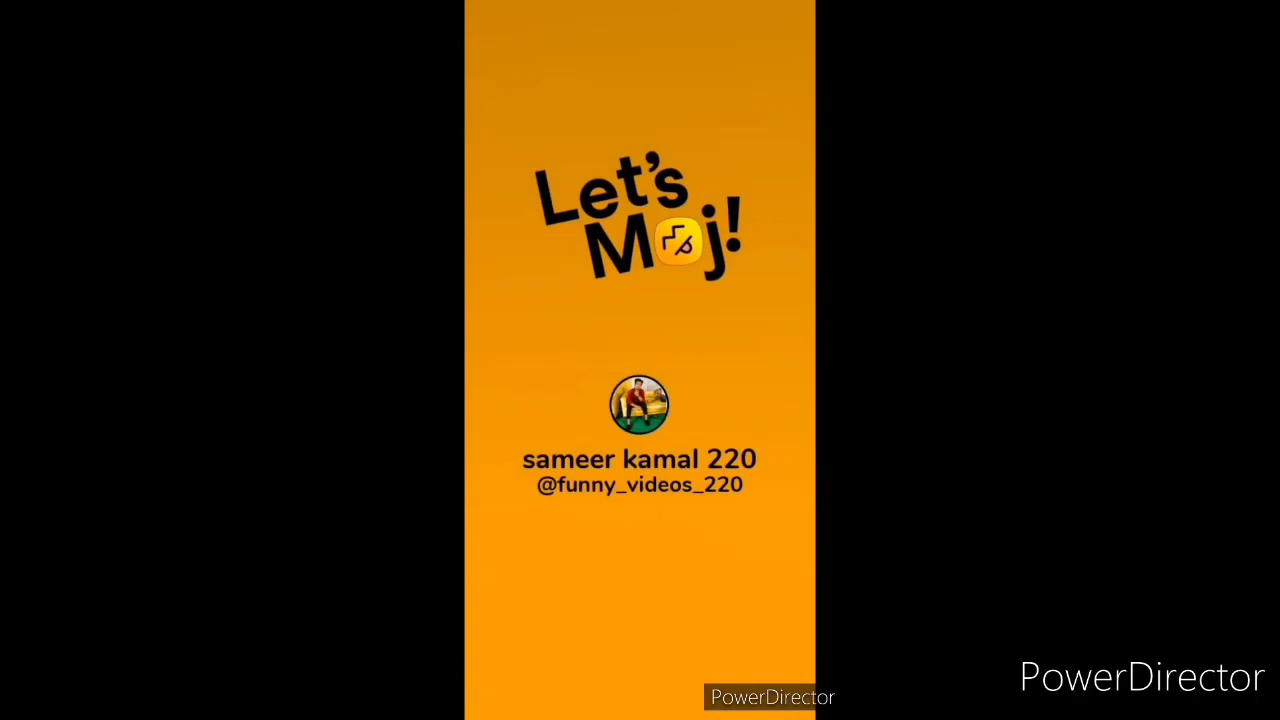 Let's
Moj!
sameer kamal 220
@funny_videos_220
PowerDirector
PowerDirector